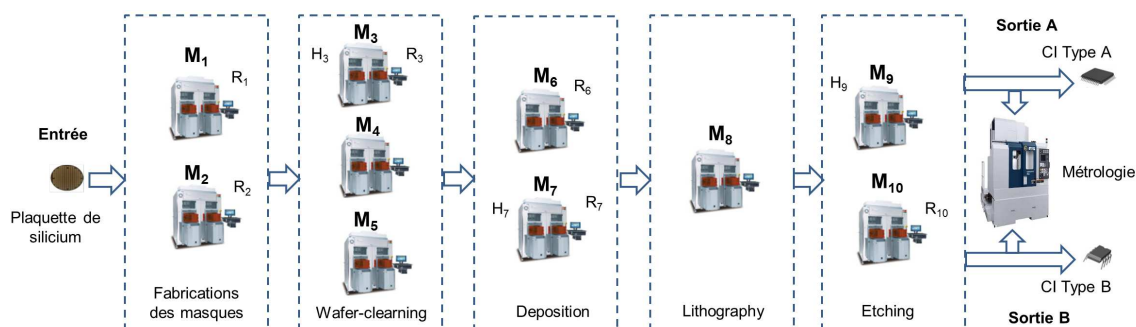 Entrée
Plaquette de
silicium
M1
R1
M2
R2
Fabrications
des masques
M3
H3
R3
M4
M5
Wafer-clearning
M6
R6
M7
H7
R7
Deposition
M8
Lithography
M9
H9
M10
R10
Etching
Sortie A
CI Type A
Métrologie
CI Type B
Sortie B